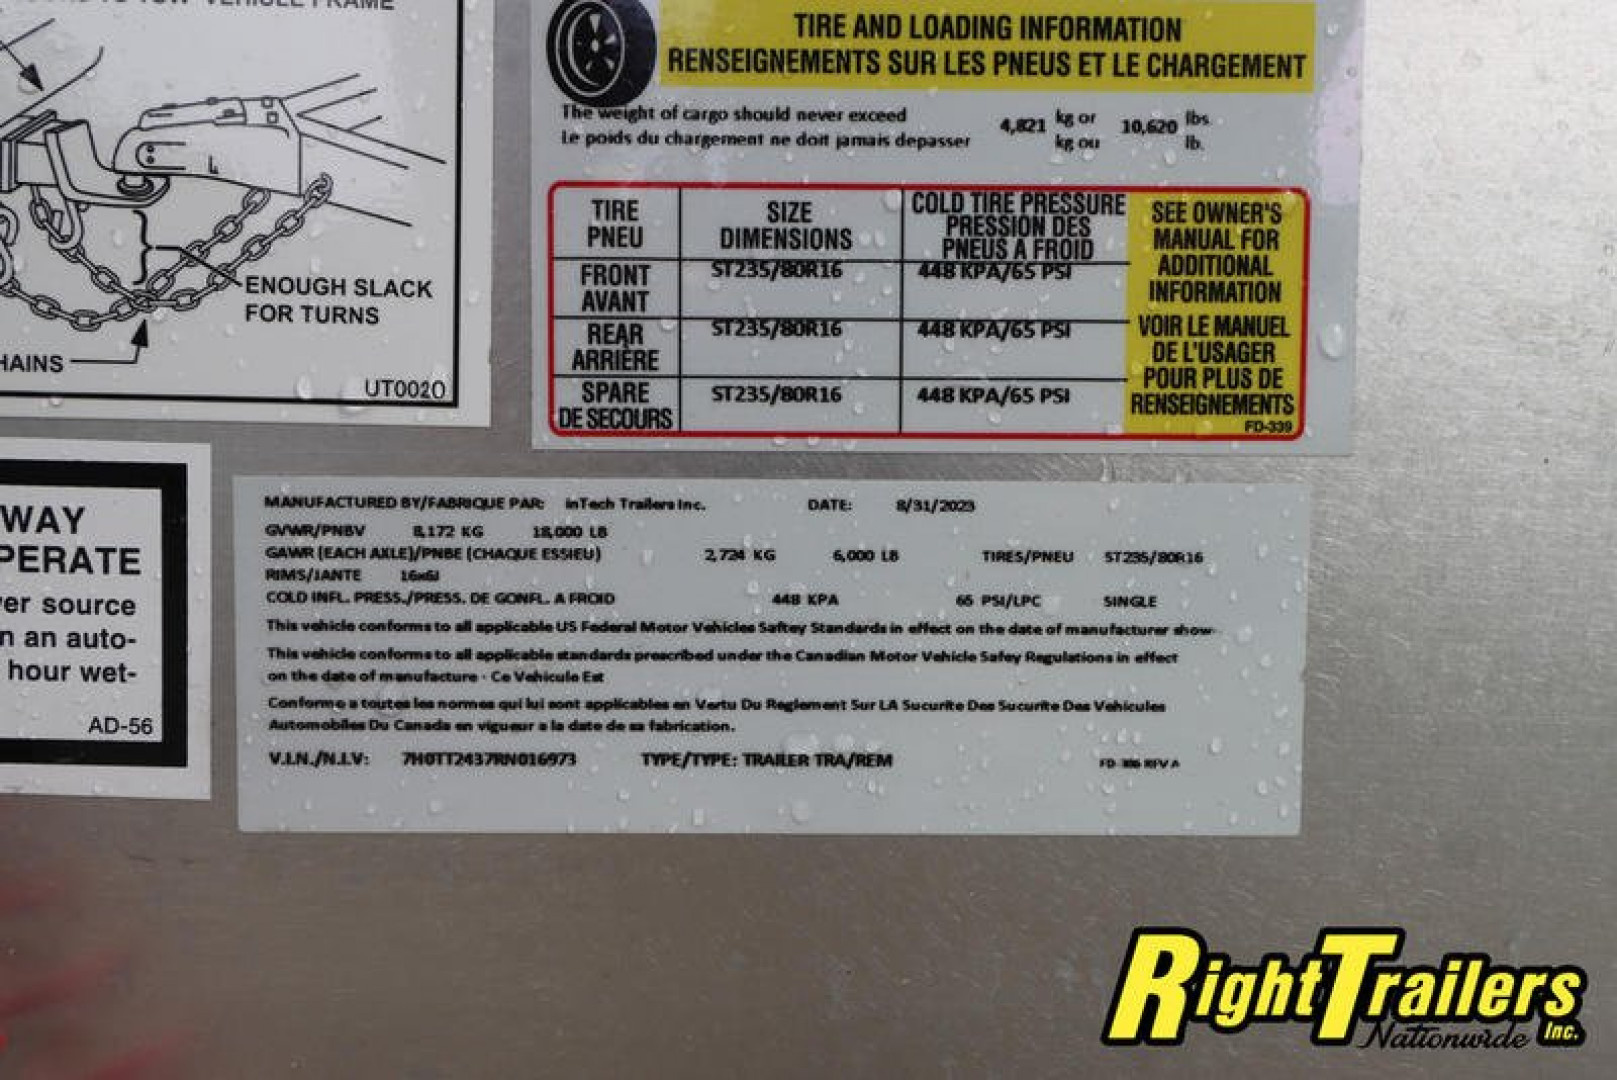 TO TOW VEHICLE FRAME
ENOUGH SLACK
FOR TURNS
HAINS
UT0020
WAY
PERATE
er source
n an auto-
hour wet-
AD-56
TIRE AND LOADING INFORMATION
RENSEIGNEMENTS SUR LES PNEUS ET LE CHARGEMENT
The weight of cargo should never exceed
Le poids du chargement ne doit jamais depasser
4,821 kg or 10,620 lbs.
kg ou lb.
TIRE PNEU SIZE DIMENSIONS COLD TIRE PRESSURE PRESSION DES PNEUS A FROID
FRONT AVANT ST235/80R16 448 KPA/65 PSI
REAR ARRIÈRE ST235/80R16 448 KPA/65 PSI
SPARE DE SECOURS ST235/80R16 448 KPA/65 PSI
SEE OWNER'S
MANUAL FOR
ADDITIONAL
INFORMATION
VOIR LE MANUEL
DE L'USAGER
POUR PLUS DE
RENSEIGNEMENTS
FD-339
MANUFACTURED BY/FABRIQUE PAR: inTech Trailers Inc. DATE: 8/31/2023
GVWR/PNBV 8,172 KG 18,000 LB
GAWR (EACH AXLE)/PNBE (CHAQUE ESSIEU) 2,724 KG 6,000 LB TIRES/PNEU ST235/80R16
RIMS/JANTE 16x6J
COLD INFL. PRESS./PRESS. DE GONFL. A FROID 448 KPA 65 PSI/LPC SINGLE
This vehicle conforms to all applicable US Federal Motor Vehicles Saftey Standards in effect on the date of manufacturer show-
This vehicle conforms to all applicable standards prescribed under the Canadian Motor Vehicle Safey Regulations in effect
on the date of manufacture - Ce Vehicule Est
Conforme a toutes les normes qui lui sont applicables en Vertu Du Reglement Sur LA Sucurite Des Sucurite Des Vehicules
Automobiles Du Canada en vigueur a la date de sa fabrication.
V.I.N./N.I.V: 7H0TT2437RN016973 TYPE/TYPE: TRAILER TRA/REM FD-386 REV A
RightTrailers
Nationwide Inc.